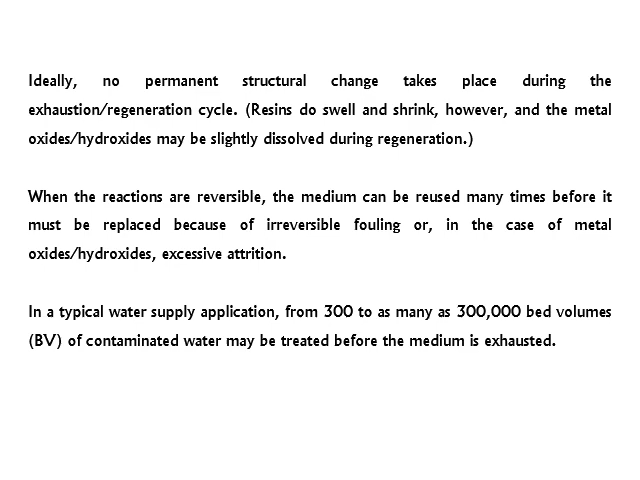 Ideally, no permanent structural change takes place during the
exhaustion/regeneration cycle. (Resins do swell and shrink, however, and the metal
oxides/hydroxides may be slightly dissolved during regeneration.)
When the reactions are reversible, the medium can be reused many times before it
must be replaced because of irreversible fouling or, in the case of metal
oxides/hydroxides, excessive attrition.
In a typical water supply application, from 300 to as many as 300,000 bed volumes
(BV) of contaminated water may be treated before the medium is exhausted.